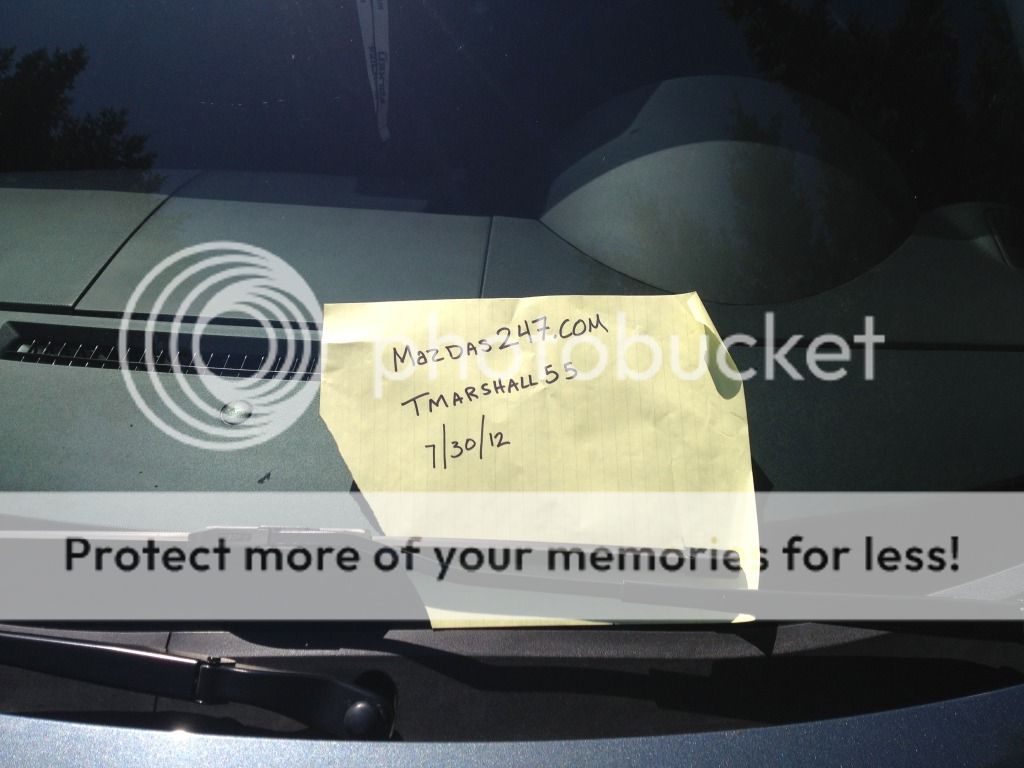 MazDAS247.COM
TMARSHALL55
7/30/12
photobucket
Protect more of your memories for less!